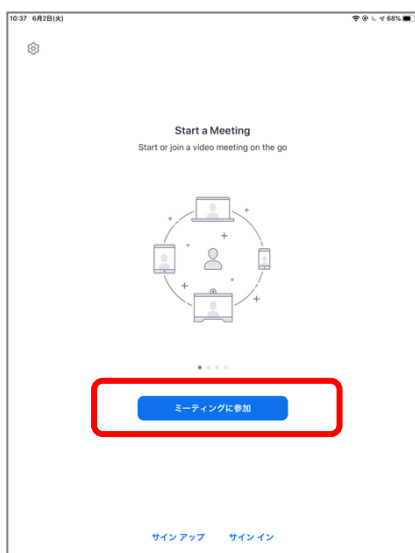 10:37 6月2日(火)
68%
Start a Meeting
Start or join a video meeting on the go
ミーティングに参加
サイン アップ サイン イン